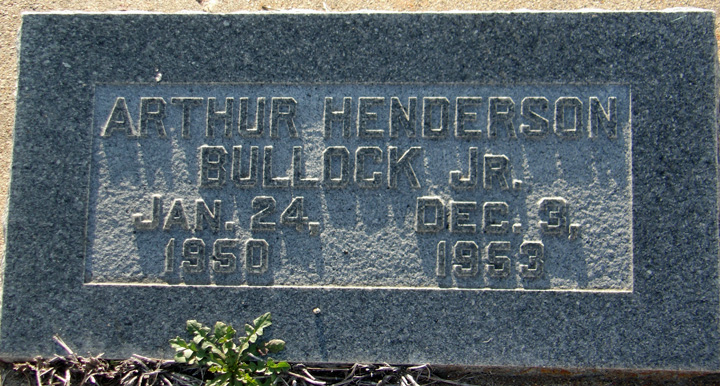 ARTHUR HENDERSON
BULLOCK JR.
JAN. 24, DEC. 3,
1950 1953